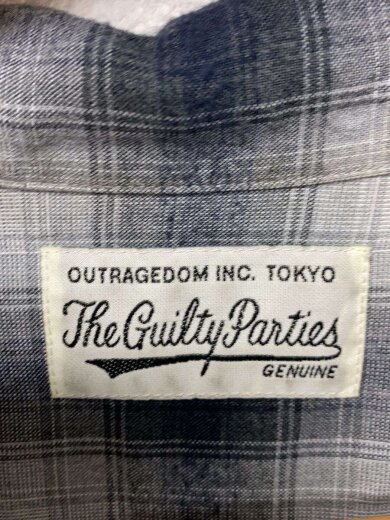 OUTRAGEDOM INC. TOKYO
The Guilty Parties
GENUINE